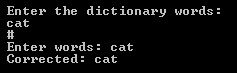 Enter the dictionary words:
cat
#
Enter words: cat
Corrected: cat